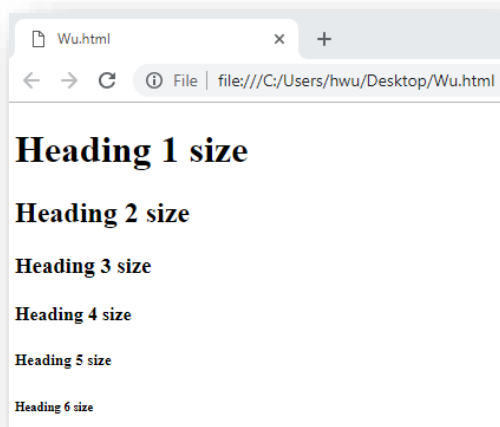 Wu.html
File | file:///C:/Users/hwu/Desktop/Wu.html
Heading 1 size
Heading 2 size
Heading 3 size
Heading 4 size
Heading 5 size
Heading 6 size